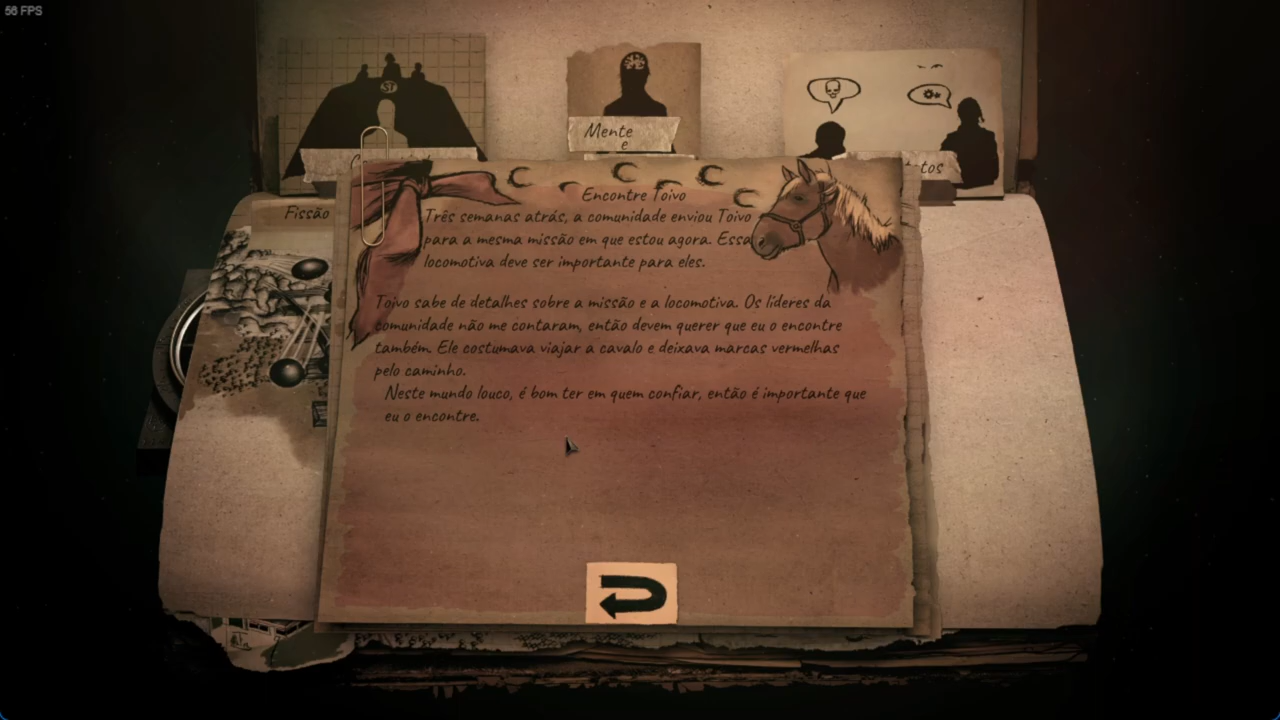 56 FPS
ST
Mente
e
tos
Fissão
Encontre Toivo
Três semanas atrás, a comunidade enviou Toivo
para a mesma missão em que estou agora. Essa
locomotiva deve ser importante para eles.
Toivo sabe de detalhes sobre a missão e a locomotiva. Os líderes da
comunidade não me contaram, então devem querer que eu o encontre
também. Ele costumava viajar a cavalo e deixava marcas vermelhas
pelo caminho.
Neste mundo louco, é bom ter em quem confiar, então é importante que
eu o encontre.